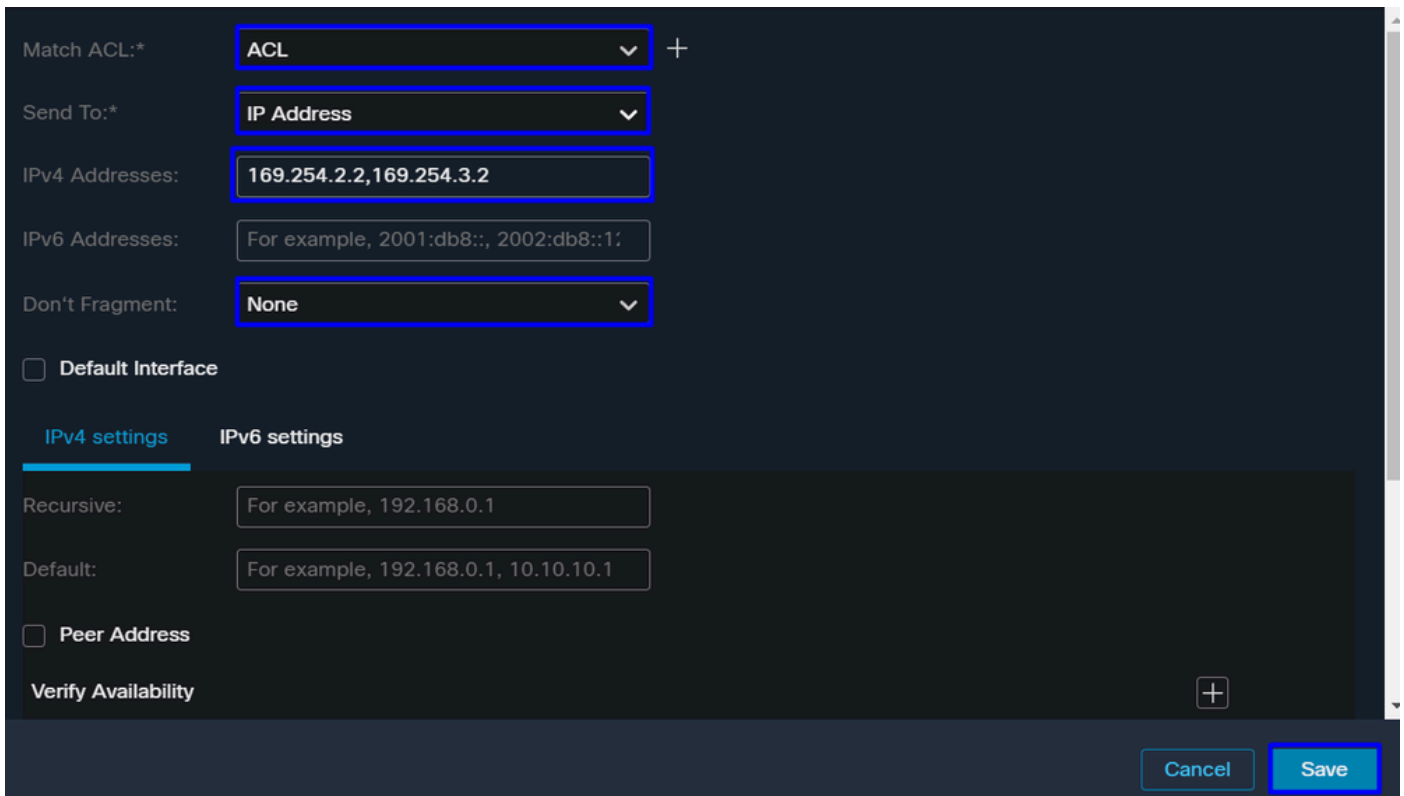 Match ACL:* ACL
Send To:* IP Address
IPv4 Addresses: 169.254.2.2,169.254.3.2
IPv6 Addresses: For example, 2001:db8::, 2002:db8::12
Don't Fragment: None
Default Interface
IPv4 settings IPv6 settings
Recursive: For example, 192.168.0.1
Default: For example, 192.168.0.1, 10.10.10.1
Peer Address
Verify Availability
Cancel Save